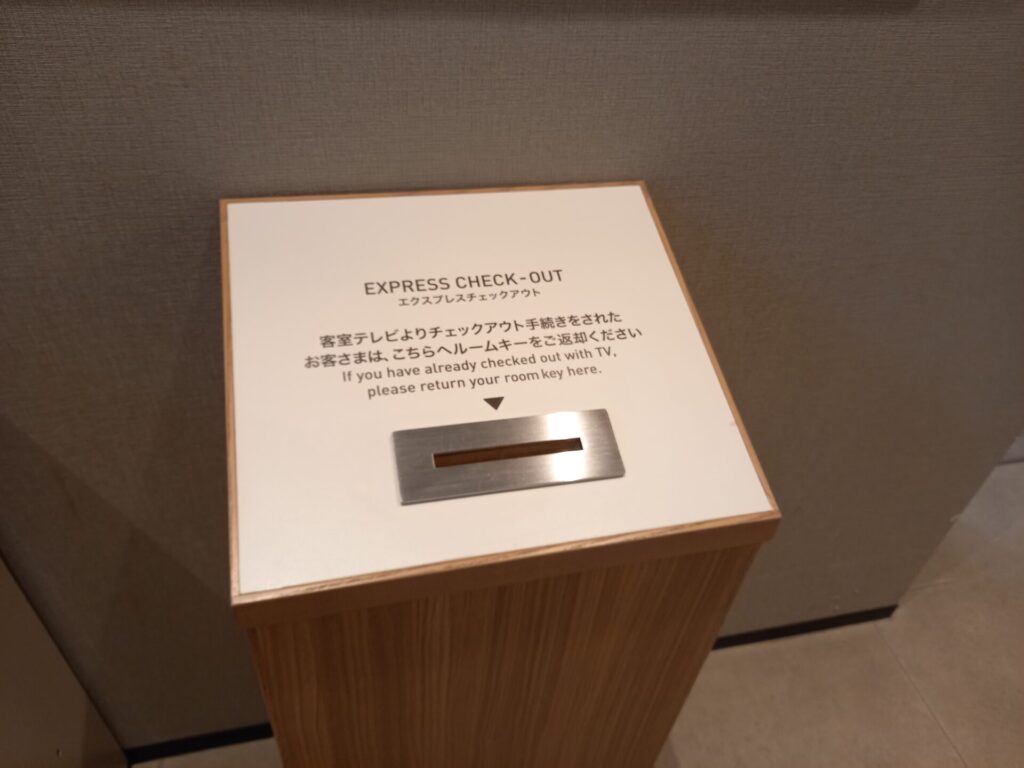 EXPRESS CHECK-OUT
エクスプレスチェックアウト
客室テレビよりチェックアウト手続きをされた
お客さまは、こちらへルームキーをご返却ください
If you have already checked out with TV,
please return your room key here.